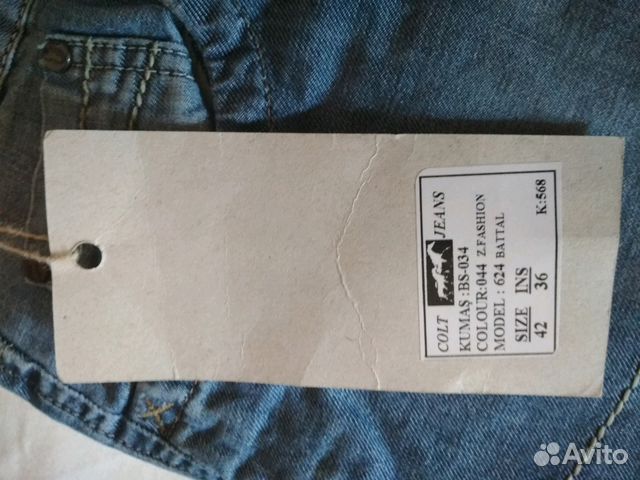 COLT JEANS
KUMAŞ :BS-034
COLOUR:044 Z.FASHION
MODEL : 624 BATTAL
SIZE INS
42 36
K:568
Avito